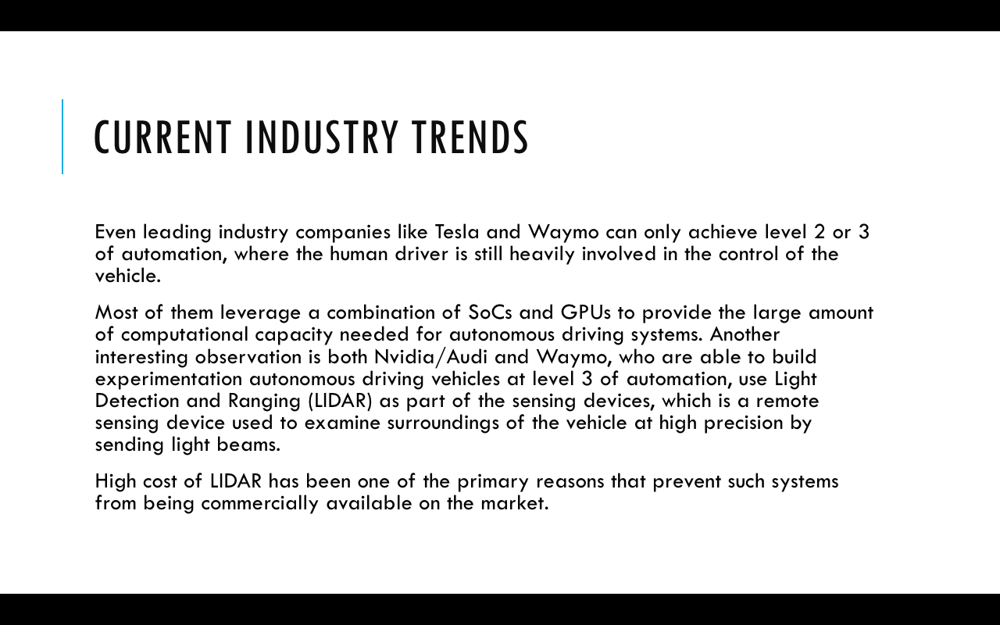 CURRENT INDUSTRY TRENDS
Even leading industry companies like Tesla and Waymo can only achieve level 2 or 3
of automation, where the human driver is still heavily involved in the control of the
vehicle.
Most of them leverage a combination of SoCs and GPUs to provide the large amount
of computational capacity needed for autonomous driving systems. Another
interesting observation is both Nvidia/Audi and Waymo, who are able to build
experimentation autonomous driving vehicles at level 3 of automation, use Light
Detection and Ranging (LIDAR) as part of the sensing devices, which is a remote
sensing device used to examine surroundings of the vehicle at high precision by
sending light beams.
High cost of LIDAR has been one of the primary reasons that prevent such systems
from being commercially available on the market.